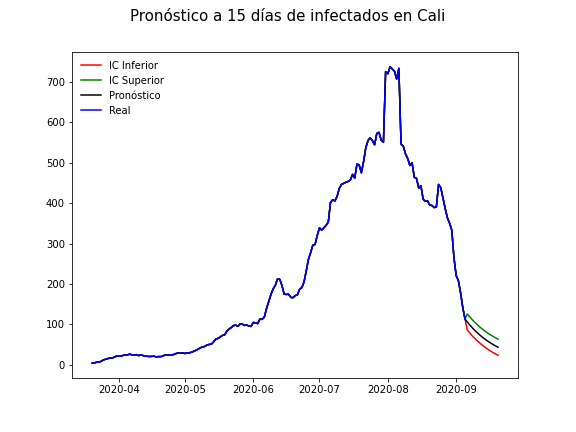 Pronóstico a 15 días de infectados en Cali
IC Inferior
IC Superior
Pronóstico
Real
700
600
500
400
300
200
100
0
2020-04 2020-05 2020-06 2020-07 2020-08 2020-09